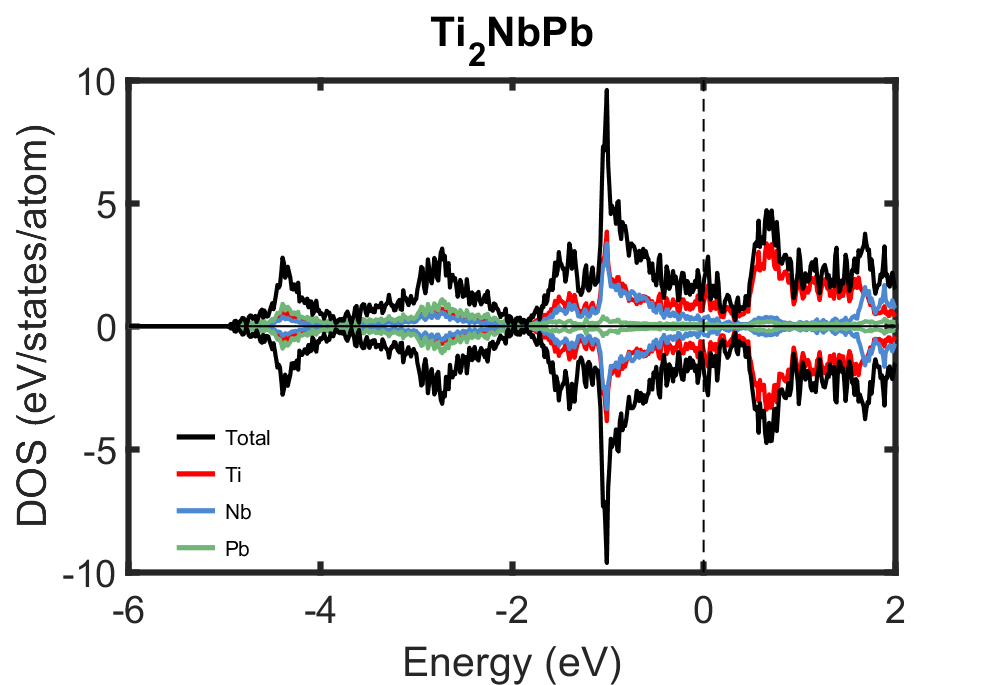 Ti2NbPb
DOS (eV/states/atom)
10
5
0
-5
-10
Total
Ti
Nb
Pb
-6 -4 -2 0 2
Energy (eV)